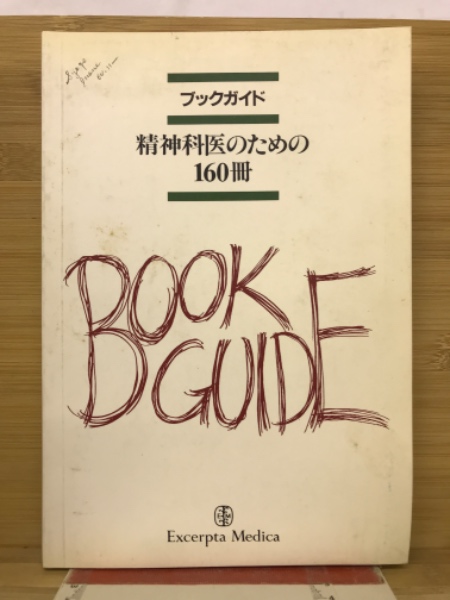 ブックガイド
精神科医のための
160冊
BOOK
GUIDE
Excerpta Medica